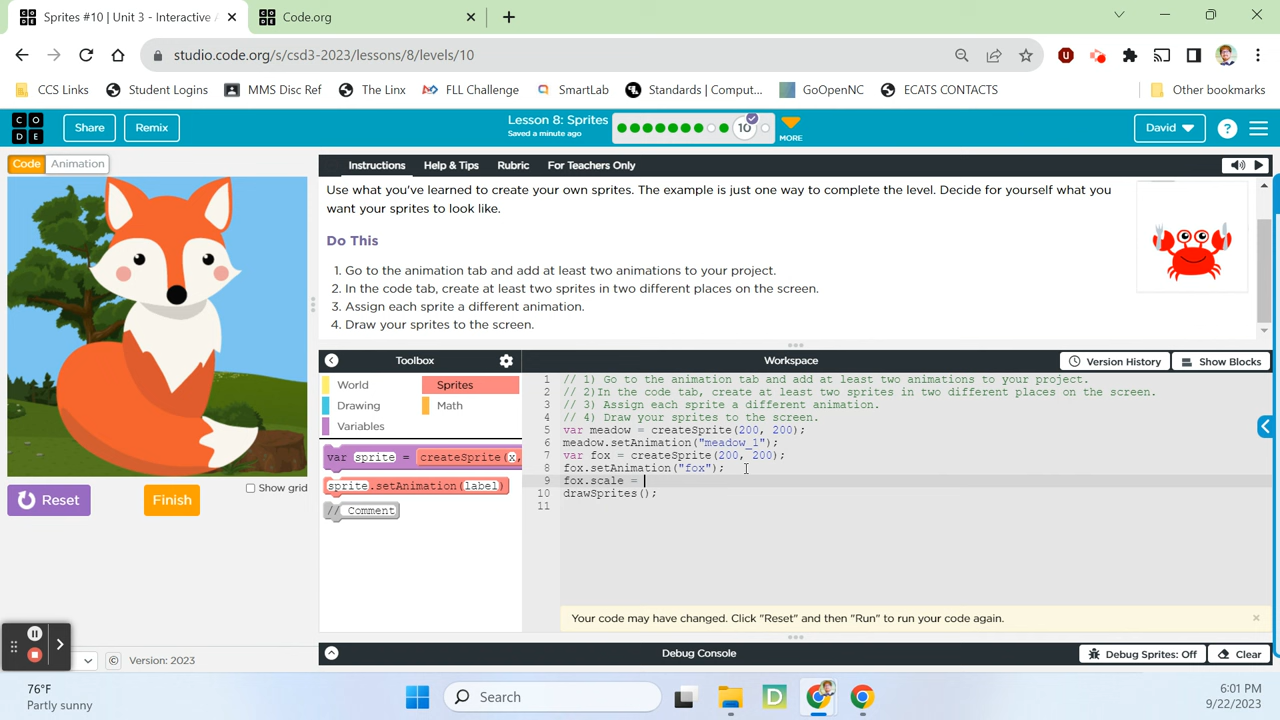 Sprites #10 | Unit 3 - Interactive A
Code.org
studio.code.org/s/csd3-2023/lessons/8/levels/10
CCS Links
Student Logins
MMS Disc Ref
The Linx
FLL Challenge
SmartLab
Standards | Comput...
GoOpenNC
ECATS CONTACTS
Other bookmarks
CO
DE
Share
Remix
Lesson 8: Sprites
Saved a minute ago
10
MORE
David
?
Code
Animation
Instructions
Help & Tips
Rubric
For Teachers Only
Use what you've learned to create your own sprites. The example is just one way to complete the level. Decide for yourself what you
want your sprites to look like.
Do This
1. Go to the animation tab and add at least two animations to your project.
2. In the code tab, create at least two sprites in two different places on the screen.
3. Assign each sprite a different animation.
4. Draw your sprites to the screen.
Toolbox
Workspace
Version History
Show Blocks
World
Sprites
Drawing
Math
Variables
var sprite = createSprite(x,
sprite.setAnimation(label)
// Comment
1 // 1) Go to the animation tab and add at least two animations to your project.
2 // 2)In the code tab, create at least two sprites in two different places on the screen.
3 // 3) Assign each sprite a different animation.
4 // 4) Draw your sprites to the screen.
5 var meadow = createSprite(200, 200);
6 meadow.setAnimation("meadow_1");
7 var fox = createSprite(200, 200);
8 fox.setAnimation("fox");
9 fox.scale =
10 drawSprites();
11
Reset
Finish
Show grid
Your code may have changed. Click "Reset" and then "Run" to run your code again.
Debug Console
Debug Sprites: Off
Clear
© Version: 2023
76°F
Partly sunny
Search
6:01 PM
9/22/2023